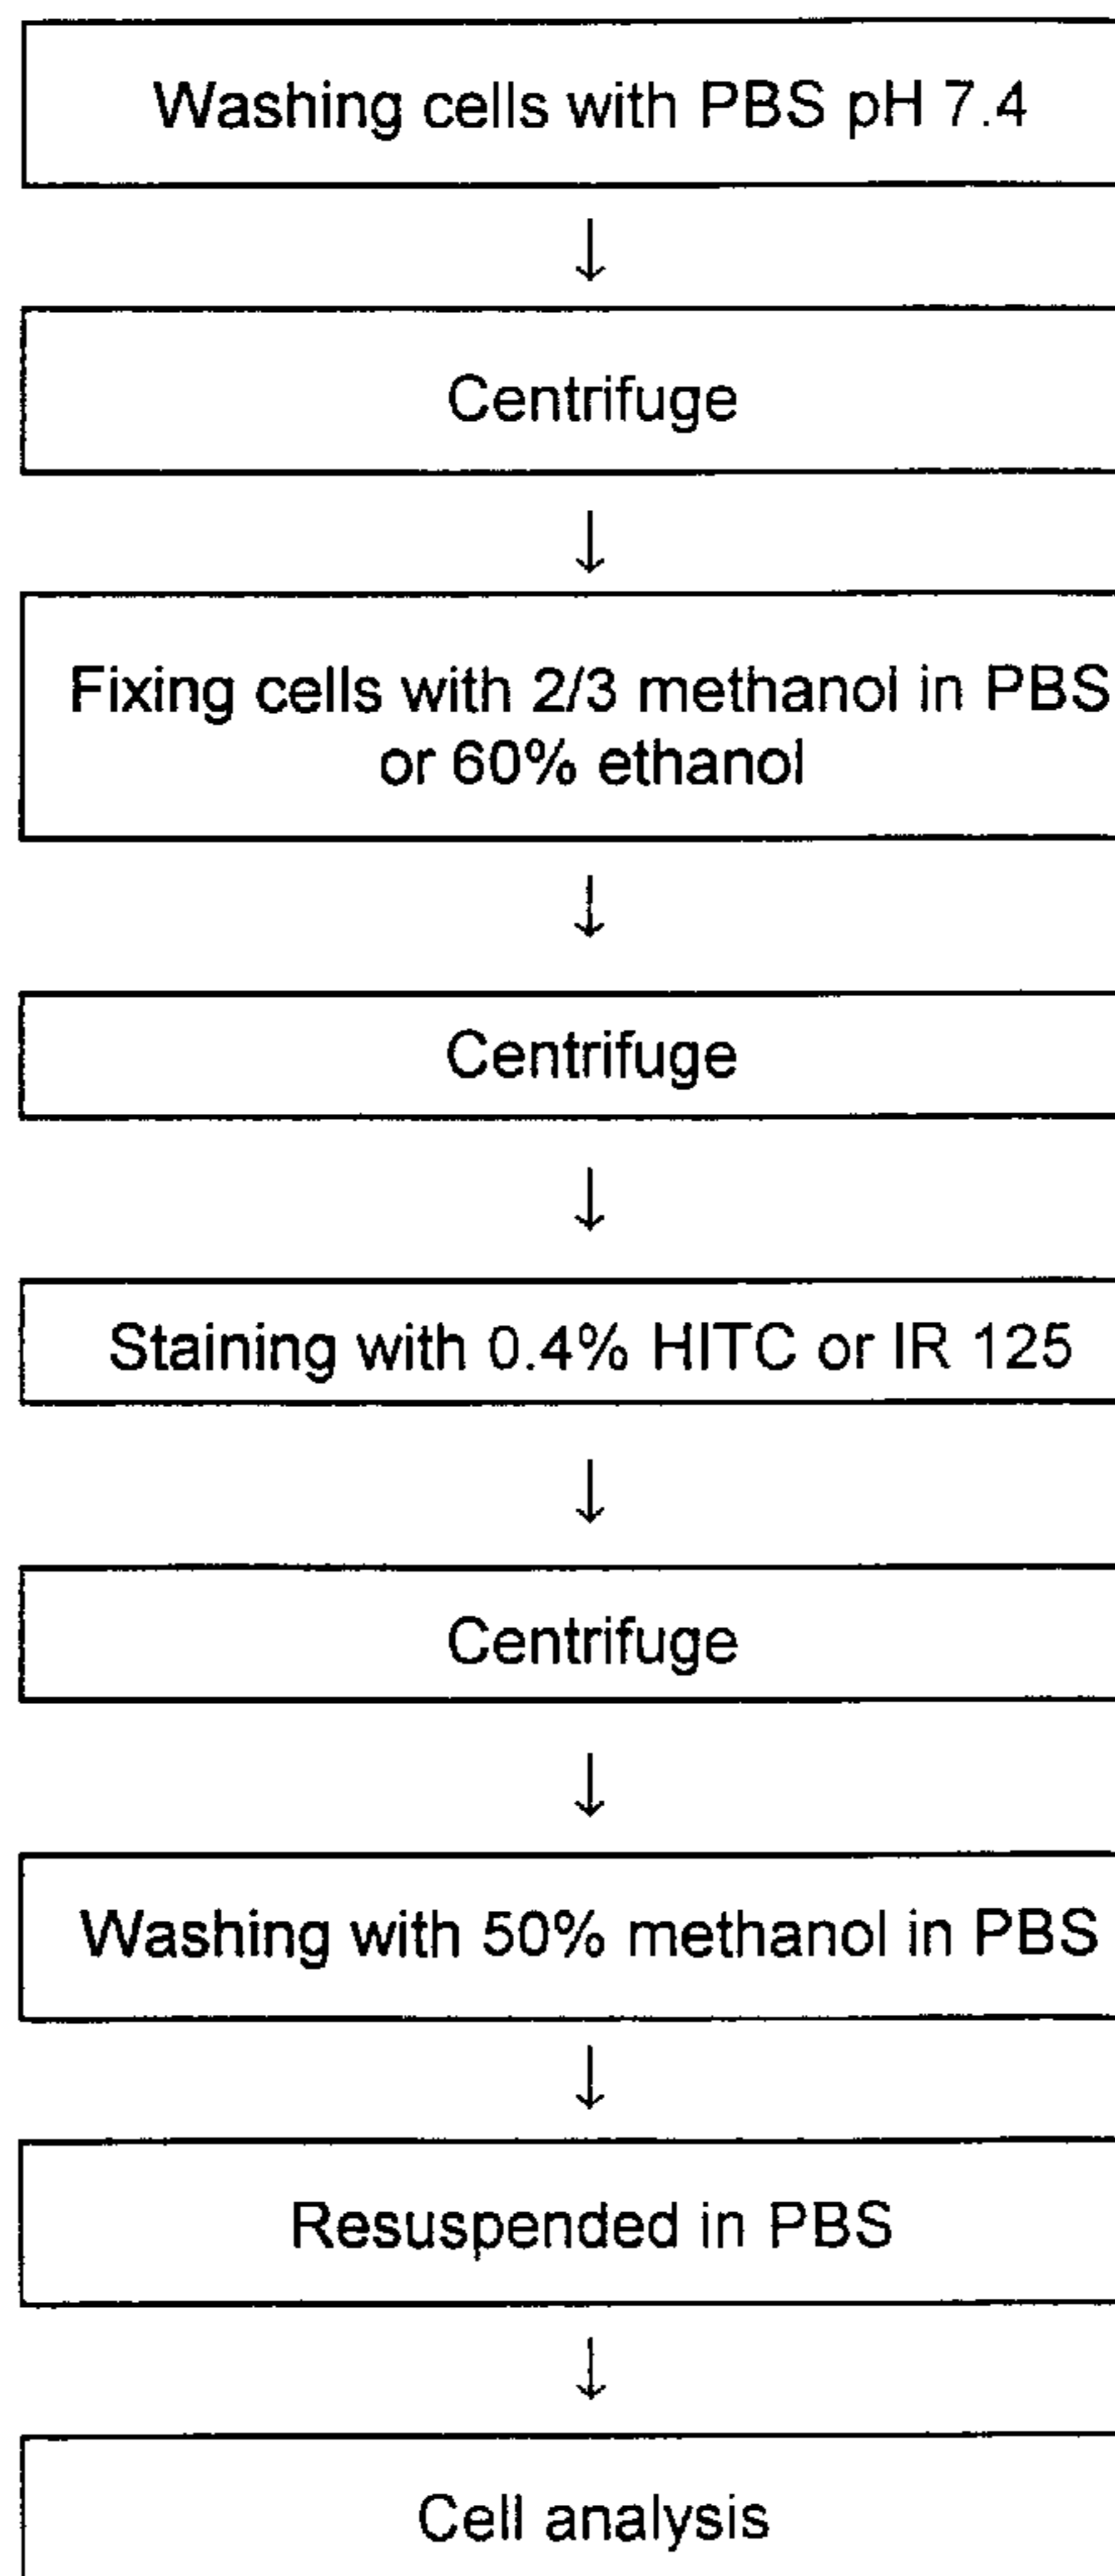 Washing cells with PBS pH 7.4
Centrifuge
Fixing cells with 2/3 methanol in PBS
or 60% ethanol
Centrifuge
Staining with 0.4% HITC or IR 125
Centrifuge
Washing with 50% methanol in PBS
Resuspended in PBS
Cell analysis